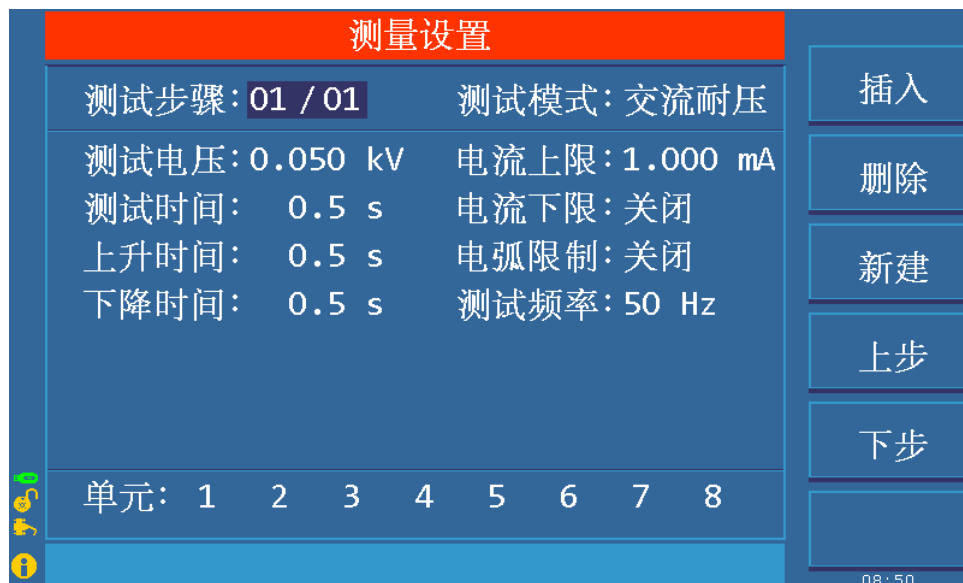 测量设置
测试步骤：01 / 01 测试模式：交流耐压
测试电压：0.050 kV 电流上限：1.000 mA
测试时间： 0.5 s 电流下限：关闭
上升时间： 0.5 s 电弧限制：关闭
下降时间： 0.5 s 测试频率：50 Hz
单元： 1 2 3 4 5 6 7 8
插入
删除
新建
上步
下步
08:50